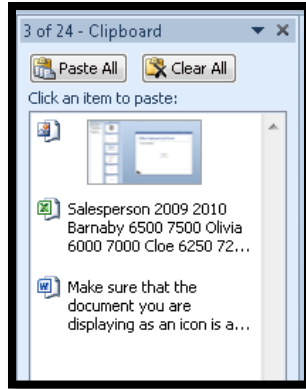 3 of 24 - Clipboard
Paste All Clear All
Click an item to paste:
Salesperson 2009 2010
Barnaby 6500 7500 Olivia
6000 7000 Cloe 6250 72...
Make sure that the
document you are
displaying as an icon is a...